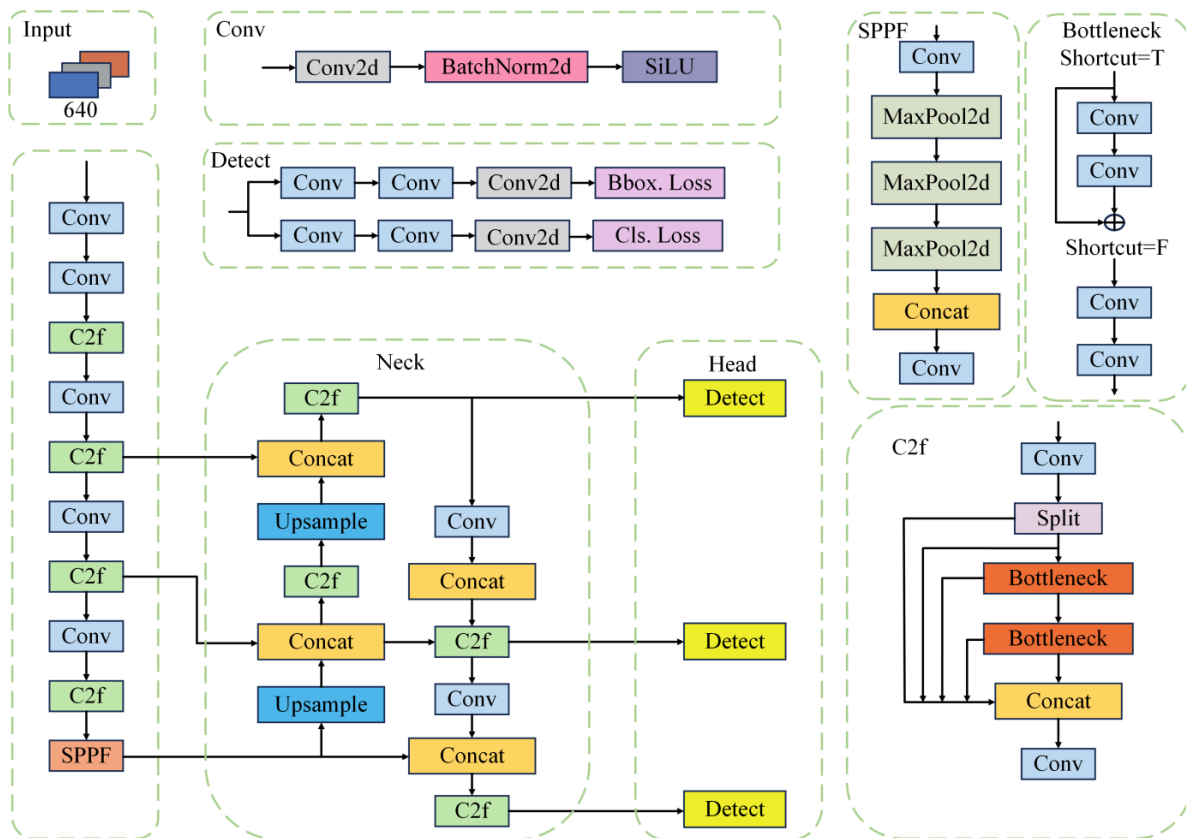 Input
640
Conv
Conv2d
BatchNorm2d
SiLU
Detect
Conv
Conv
Conv2d
Bbox. Loss
Conv
Conv
Conv2d
Cls. Loss
SPPF
Conv
MaxPool2d
MaxPool2d
MaxPool2d
Concat
Conv
Bottleneck
Shortcut=T
Conv
Conv
Shortcut=F
Conv
Conv
Conv
Conv
C2f
Conv
C2f
Conv
C2f
Conv
C2f
SPPF
Neck
C2f
Concat
Upsample
C2f
Concat
Upsample
Conv
Concat
C2f
Conv
Concat
C2f
Head
Detect
Detect
Detect
C2f
Conv
Split
Bottleneck
Bottleneck
Concat
Conv